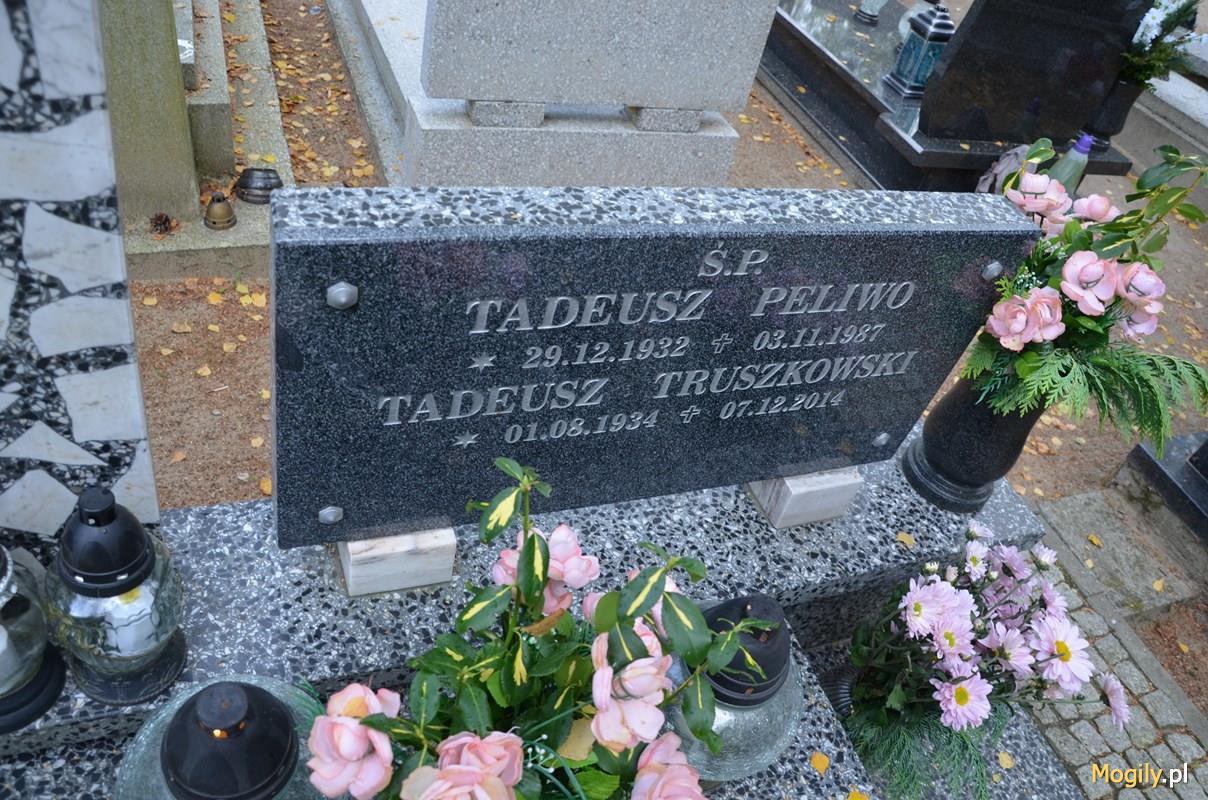 Ś.P.
TADEUSZ PELIWO
* 29.12.1932 ✝ 03.11.1987
TADEUSZ TRUSZKOWSKI
* 01.08.1934 ✝ 07.12.2014
Mogily.pl